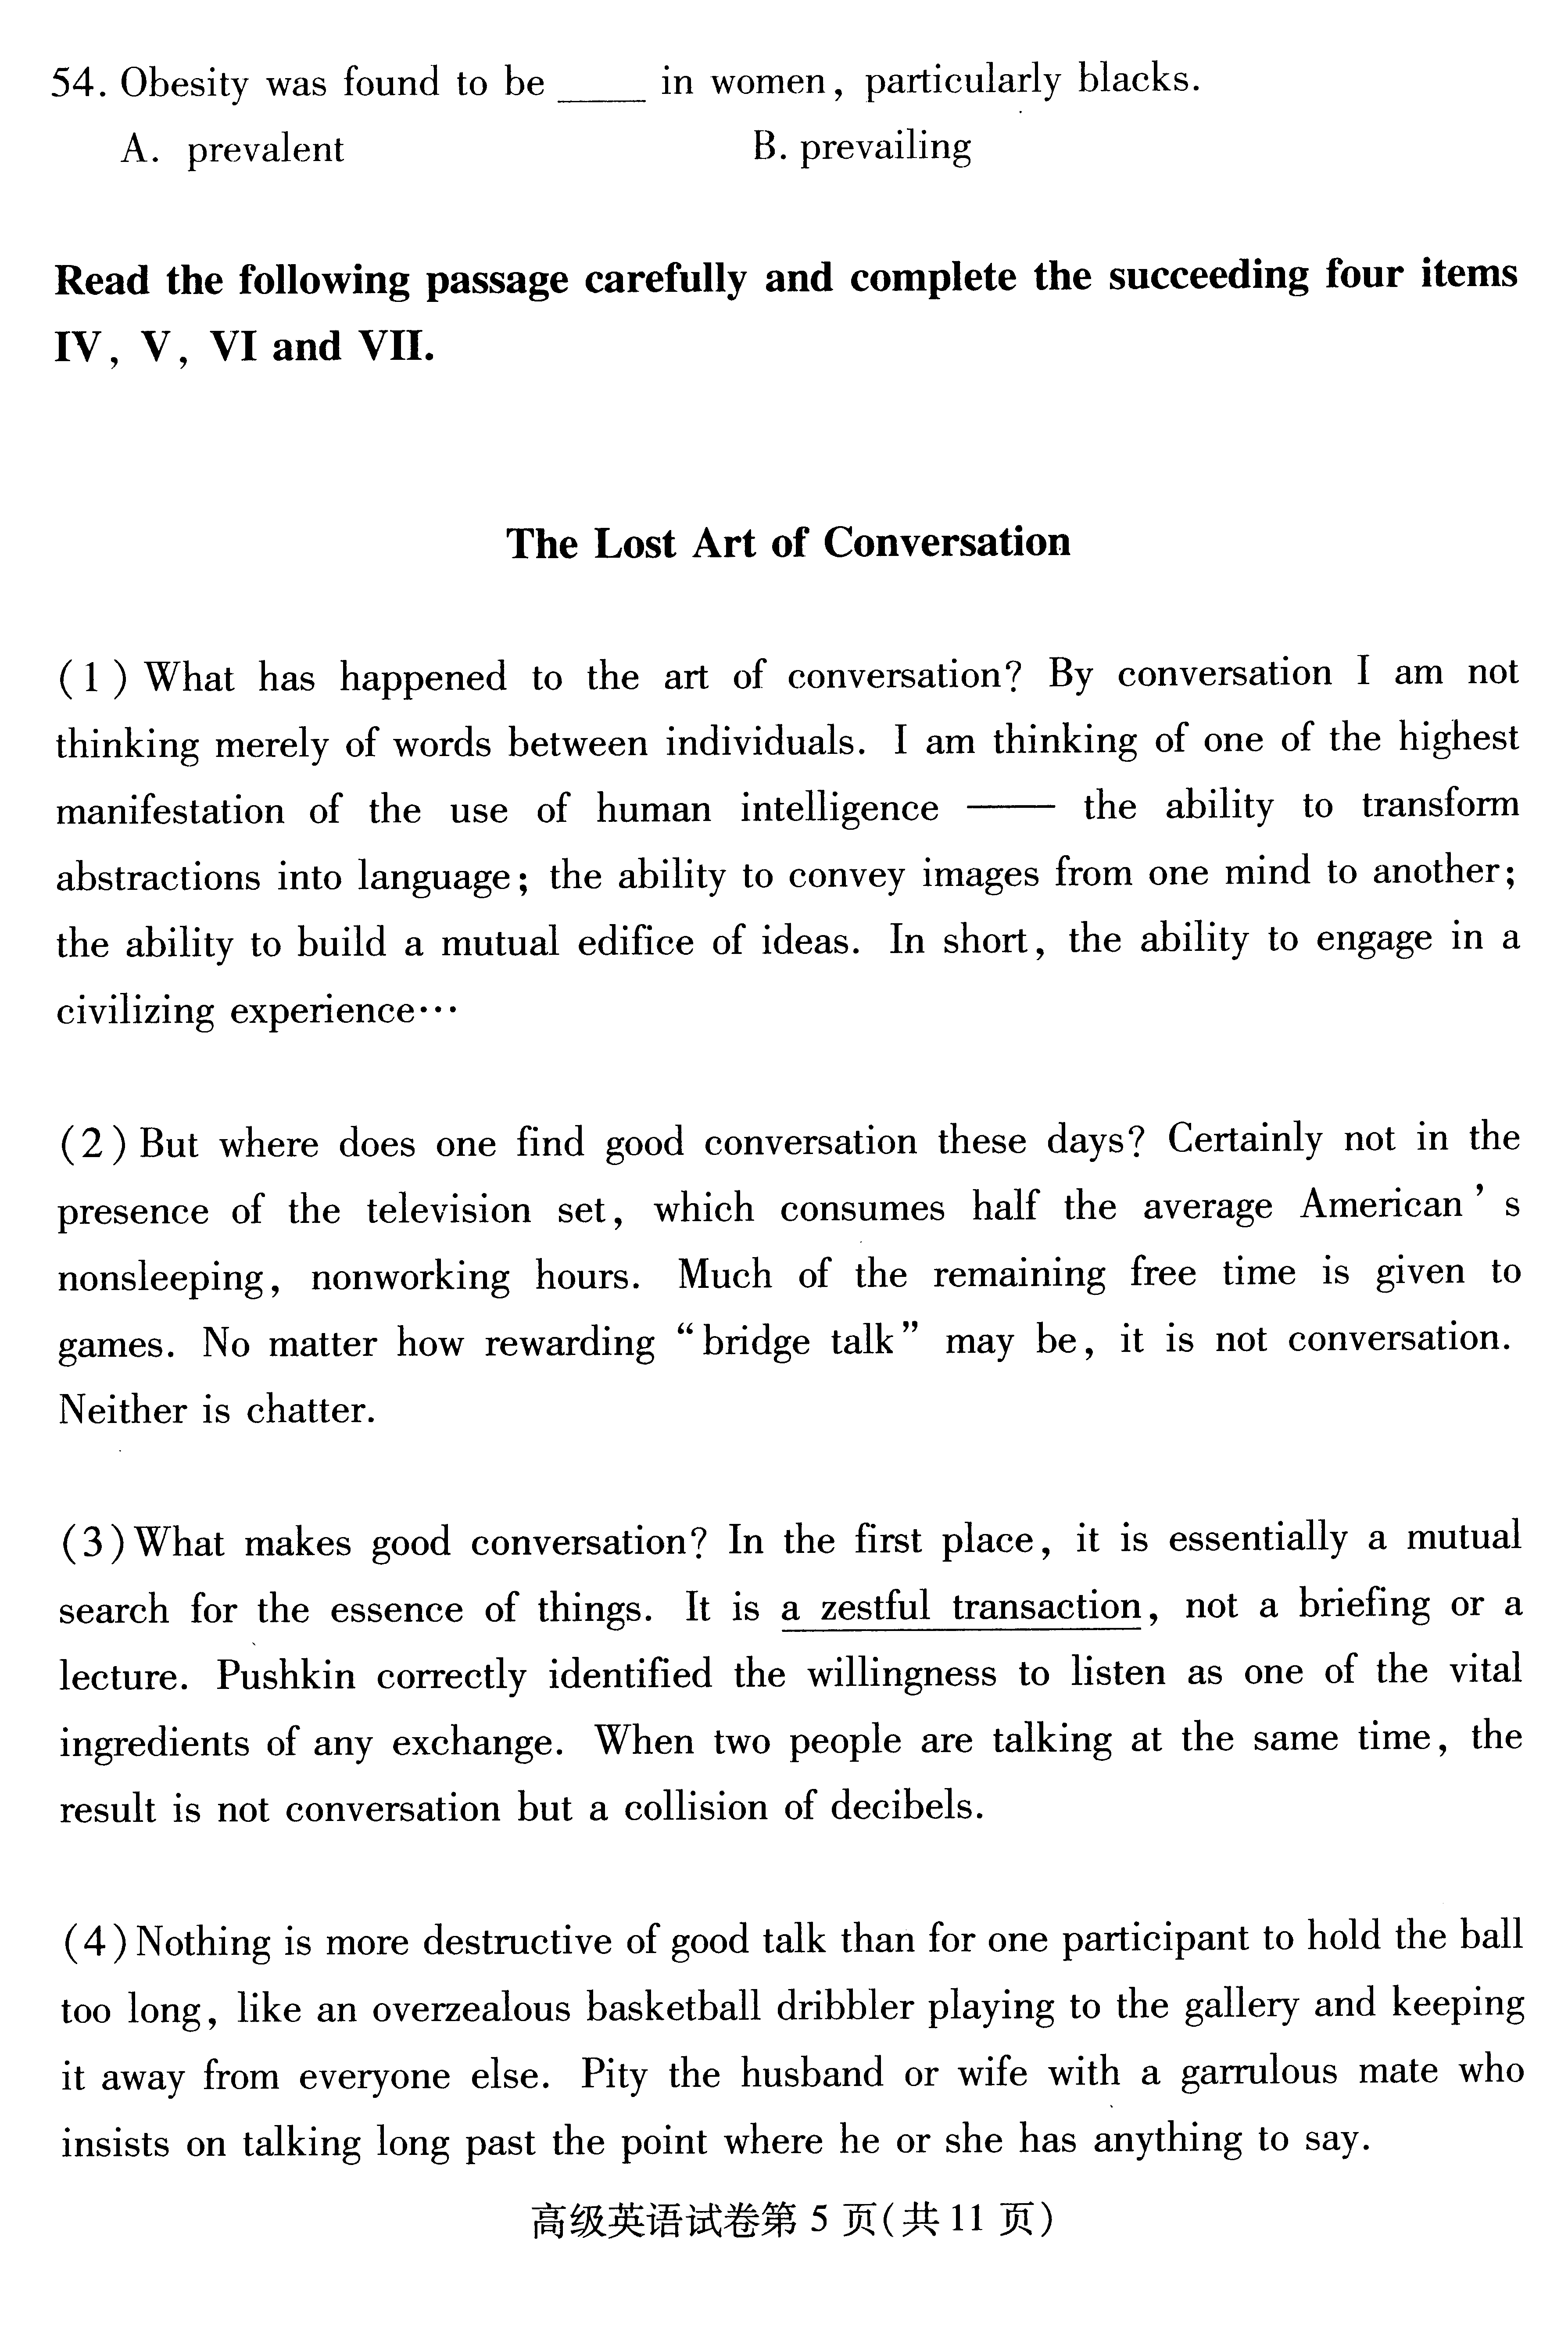 54. Obesity was found to be ____ in women, particularly blacks.
A. prevalent B. prevailing
Read the following passage carefully and complete the succeeding four items
IV, V, VI and VII.
The Lost Art of Conversation
(1) What has happened to the art of conversation? By conversation I am not
thinking merely of words between individuals. I am thinking of one of the highest
manifestation of the use of human intelligence —— the ability to transform
abstractions into language; the ability to convey images from one mind to another;
the ability to build a mutual edifice of ideas. In short, the ability to engage in a
civilizing experience…
(2) But where does one find good conversation these days? Certainly not in the
presence of the television set, which consumes half the average American's
nonsleeping, nonworking hours. Much of the remaining free time is given to
games. No matter how rewarding “bridge talk” may be, it is not conversation.
Neither is chatter.
(3) What makes good conversation? In the first place, it is essentially a mutual
search for the essence of things. It is a zestful transaction, not a briefing or a
lecture. Pushkin correctly identified the willingness to listen as one of the vital
ingredients of any exchange. When two people are talking at the same time, the
result is not conversation but a collision of decibels.
(4) Nothing is more destructive of good talk than for one participant to hold the ball
too long, like an overzealous basketball dribbler playing to the gallery and keeping
it away from everyone else. Pity the husband or wife with a garrulous mate who
insists on talking long past the point where he or she has anything to say.
高级英语试卷第 5 页(共 11 页)